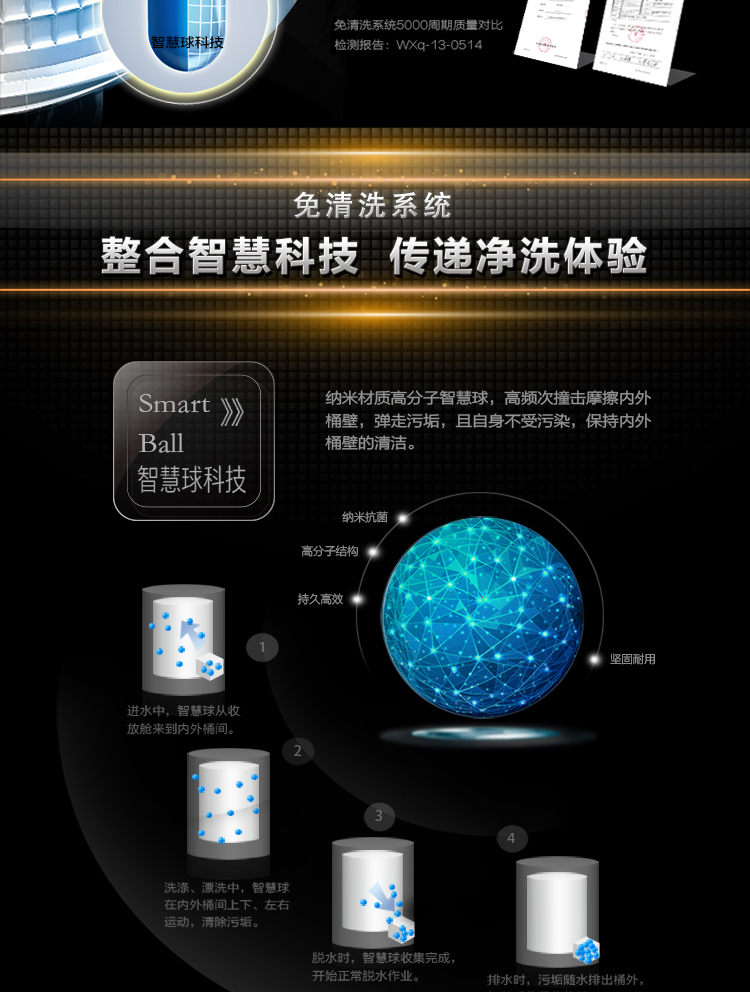 智慧球科技
免清洗系统5000周期质量对比
检测报告：WXq-13-0514
免清洗系统
整合智慧科技 传递净洗体验
Smart
Ball
智慧球科技
纳米材质高分子智慧球，高频次撞击摩擦内外
桶壁，弹走污垢，且自身不受污染，保持内外
桶壁的清洁。
纳米抗菌
高分子结构
持久高效
坚固耐用
1
进水中，智慧球从收
放舱来到内外桶间。
2
洗涤、漂洗中，智慧球
在内外桶间上下、左右
运动，清除污垢。
3
脱水时，智慧球收集完成，
开始正常脱水作业。
4
排水时，污垢随水排出桶外，